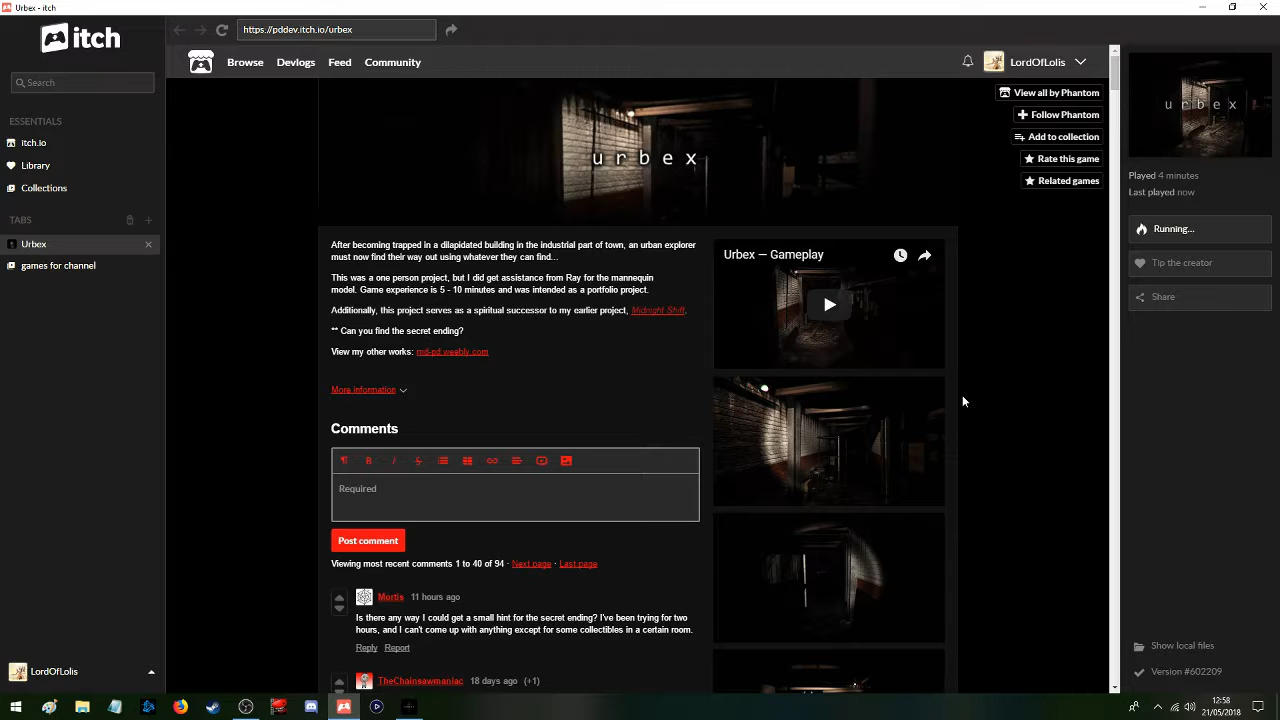 Urbex - itch
itch
https://pddev.itch.io/urbex
Search
ESSENTIALS
itch.io
Library
Collections
TABS
Urbex
games for channel
LordOfLolis
Browse
Devlogs
Feed
Community
LordOfLolis
View all by Phantom
Follow Phantom
Add to collection
Rate this game
Related games
urbex
After becoming trapped in a dilapidated building in the industrial part of town, an urban explorer
must now find their way out using whatever they can find...
This was a one person project, but I did get assistance from Ray for the mannequin
model. Game experience is 5 - 10 minutes and was intended as a portfolio project.
Additionally, this project serves as a spiritual successor to my earlier project, Midnight Shift.
** Can you find the secret ending?
View my other works: md-pd.weebly.com
More information
Comments
Required
Post comment
Viewing most recent comments 1 to 40 of 94 · Next page · Last page
Mortis 11 hours ago
Is there any way I could get a small hint for the secret ending? I've been trying for two
hours, and I can't come up with anything except for some collectibles in a certain room.
Reply Report
TheChainsawmaniac 18 days ago (+1)
Urbex — Gameplay
urbex
Played 4 minutes
Last played now
Running...
Tip the creator
Share
Show local files
Version #602209
12:58
21/05/2018